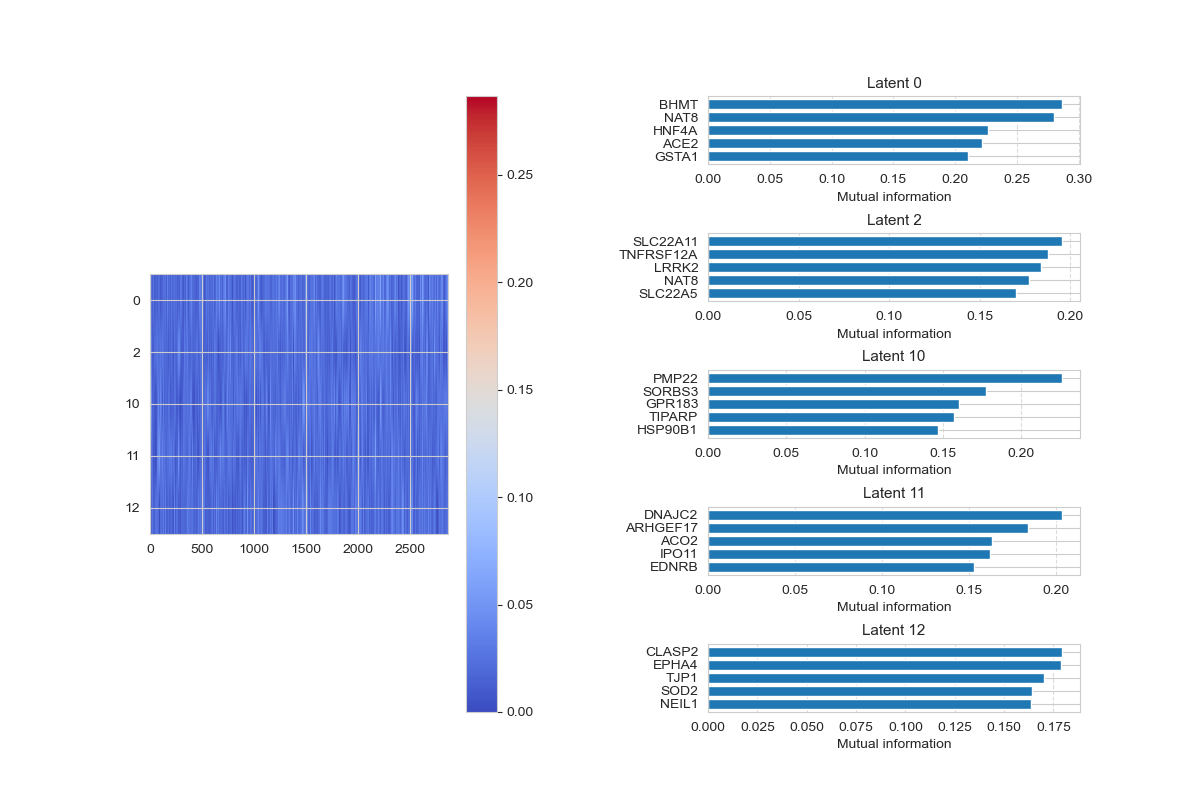 0
2
10
11
12
0 500 1000 1500 2000 2500
0.25
0.20
0.15
0.10
0.05
0.00
Latent 0
BHMT
NAT8
HNF4A
ACE2
GSTA1
0.00 0.05 0.10 0.15 0.20 0.25 0.30
Mutual information
Latent 2
SLC22A11
TNFRSF12A
LRRK2
NAT8
SLC22A5
0.00 0.05 0.10 0.15 0.20
Mutual information
Latent 10
PMP22
SORBS3
GPR183
TIPARP
HSP90B1
0.00 0.05 0.10 0.15 0.20
Mutual information
Latent 11
DNAJC2
ARHGEF17
ACO2
IPO11
EDNRB
0.00 0.05 0.10 0.15 0.20
Mutual information
Latent 12
CLASP2
EPHA4
TJP1
SOD2
NEIL1
0.000 0.025 0.050 0.075 0.100 0.125 0.150 0.175
Mutual information